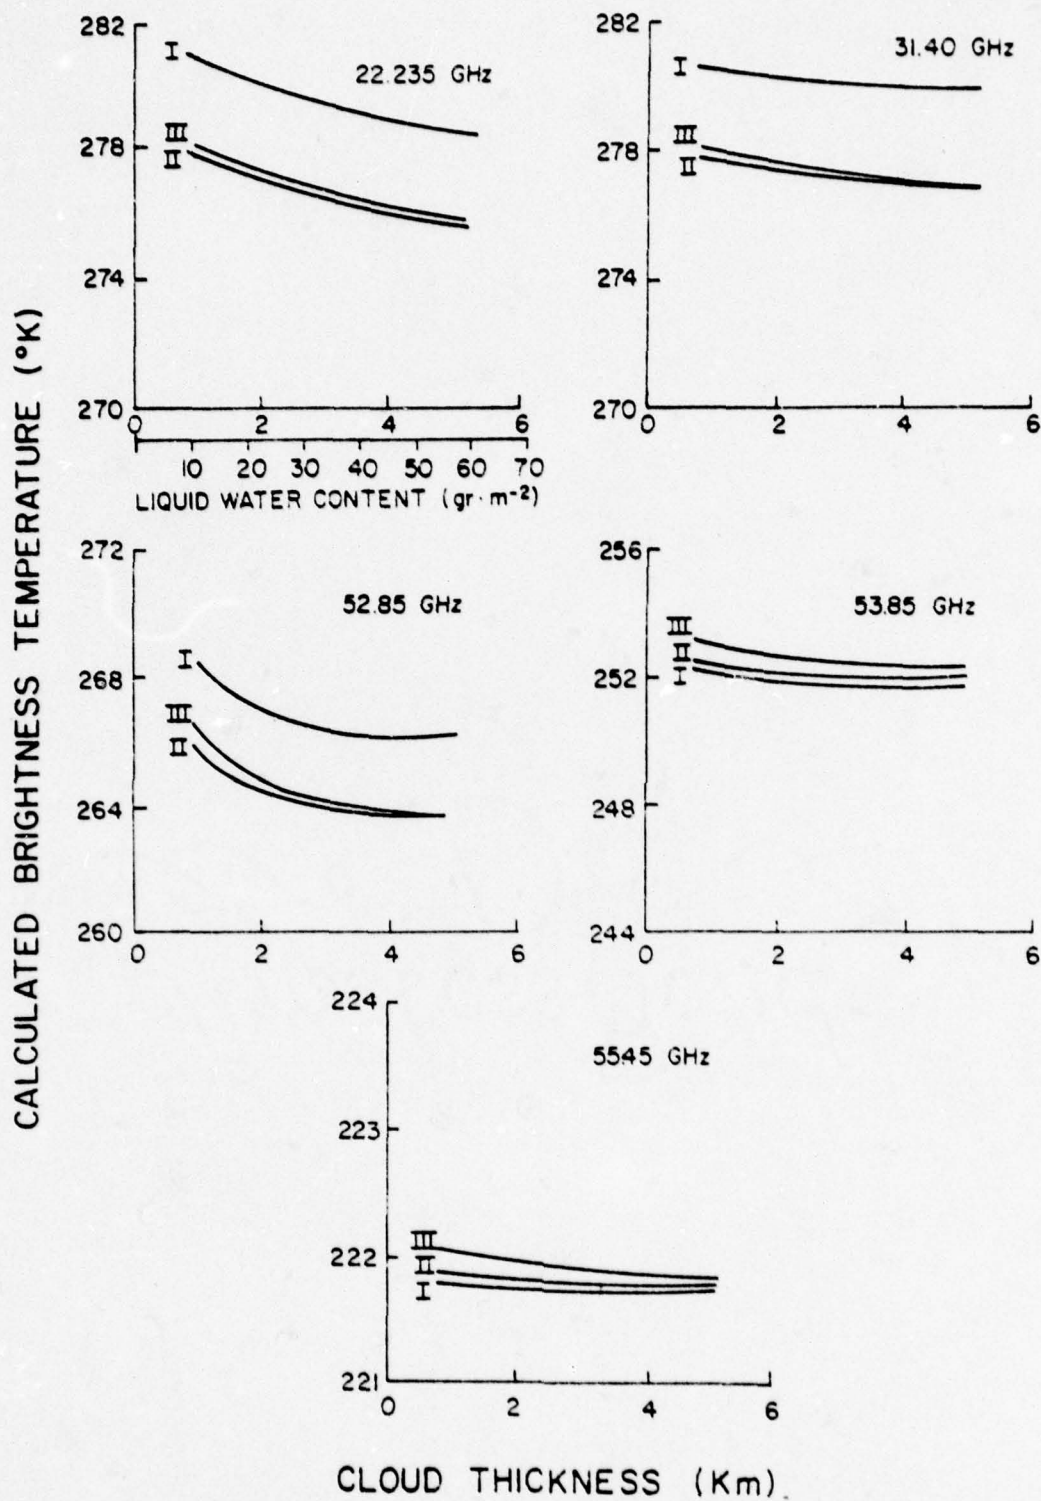 CALCULATED BRIGHTNESS TEMPERATURE (°K)
22.235 GHz
282
278
274
270
I
III
II
0 2 4 6
10 20 30 40 50 60 70
LIQUID WATER CONTENT (gr·m⁻²)
31.40 GHz
282
278
274
270
I
III
II
0 2 4 6
52.85 GHz
272
268
264
260
I
III
II
0 2 4 6
53.85 GHz
256
252
248
244
III
II
I
0 2 4 6
5545 GHz
224
223
222
221
III
II
I
0 2 4 6
CLOUD THICKNESS (Km)